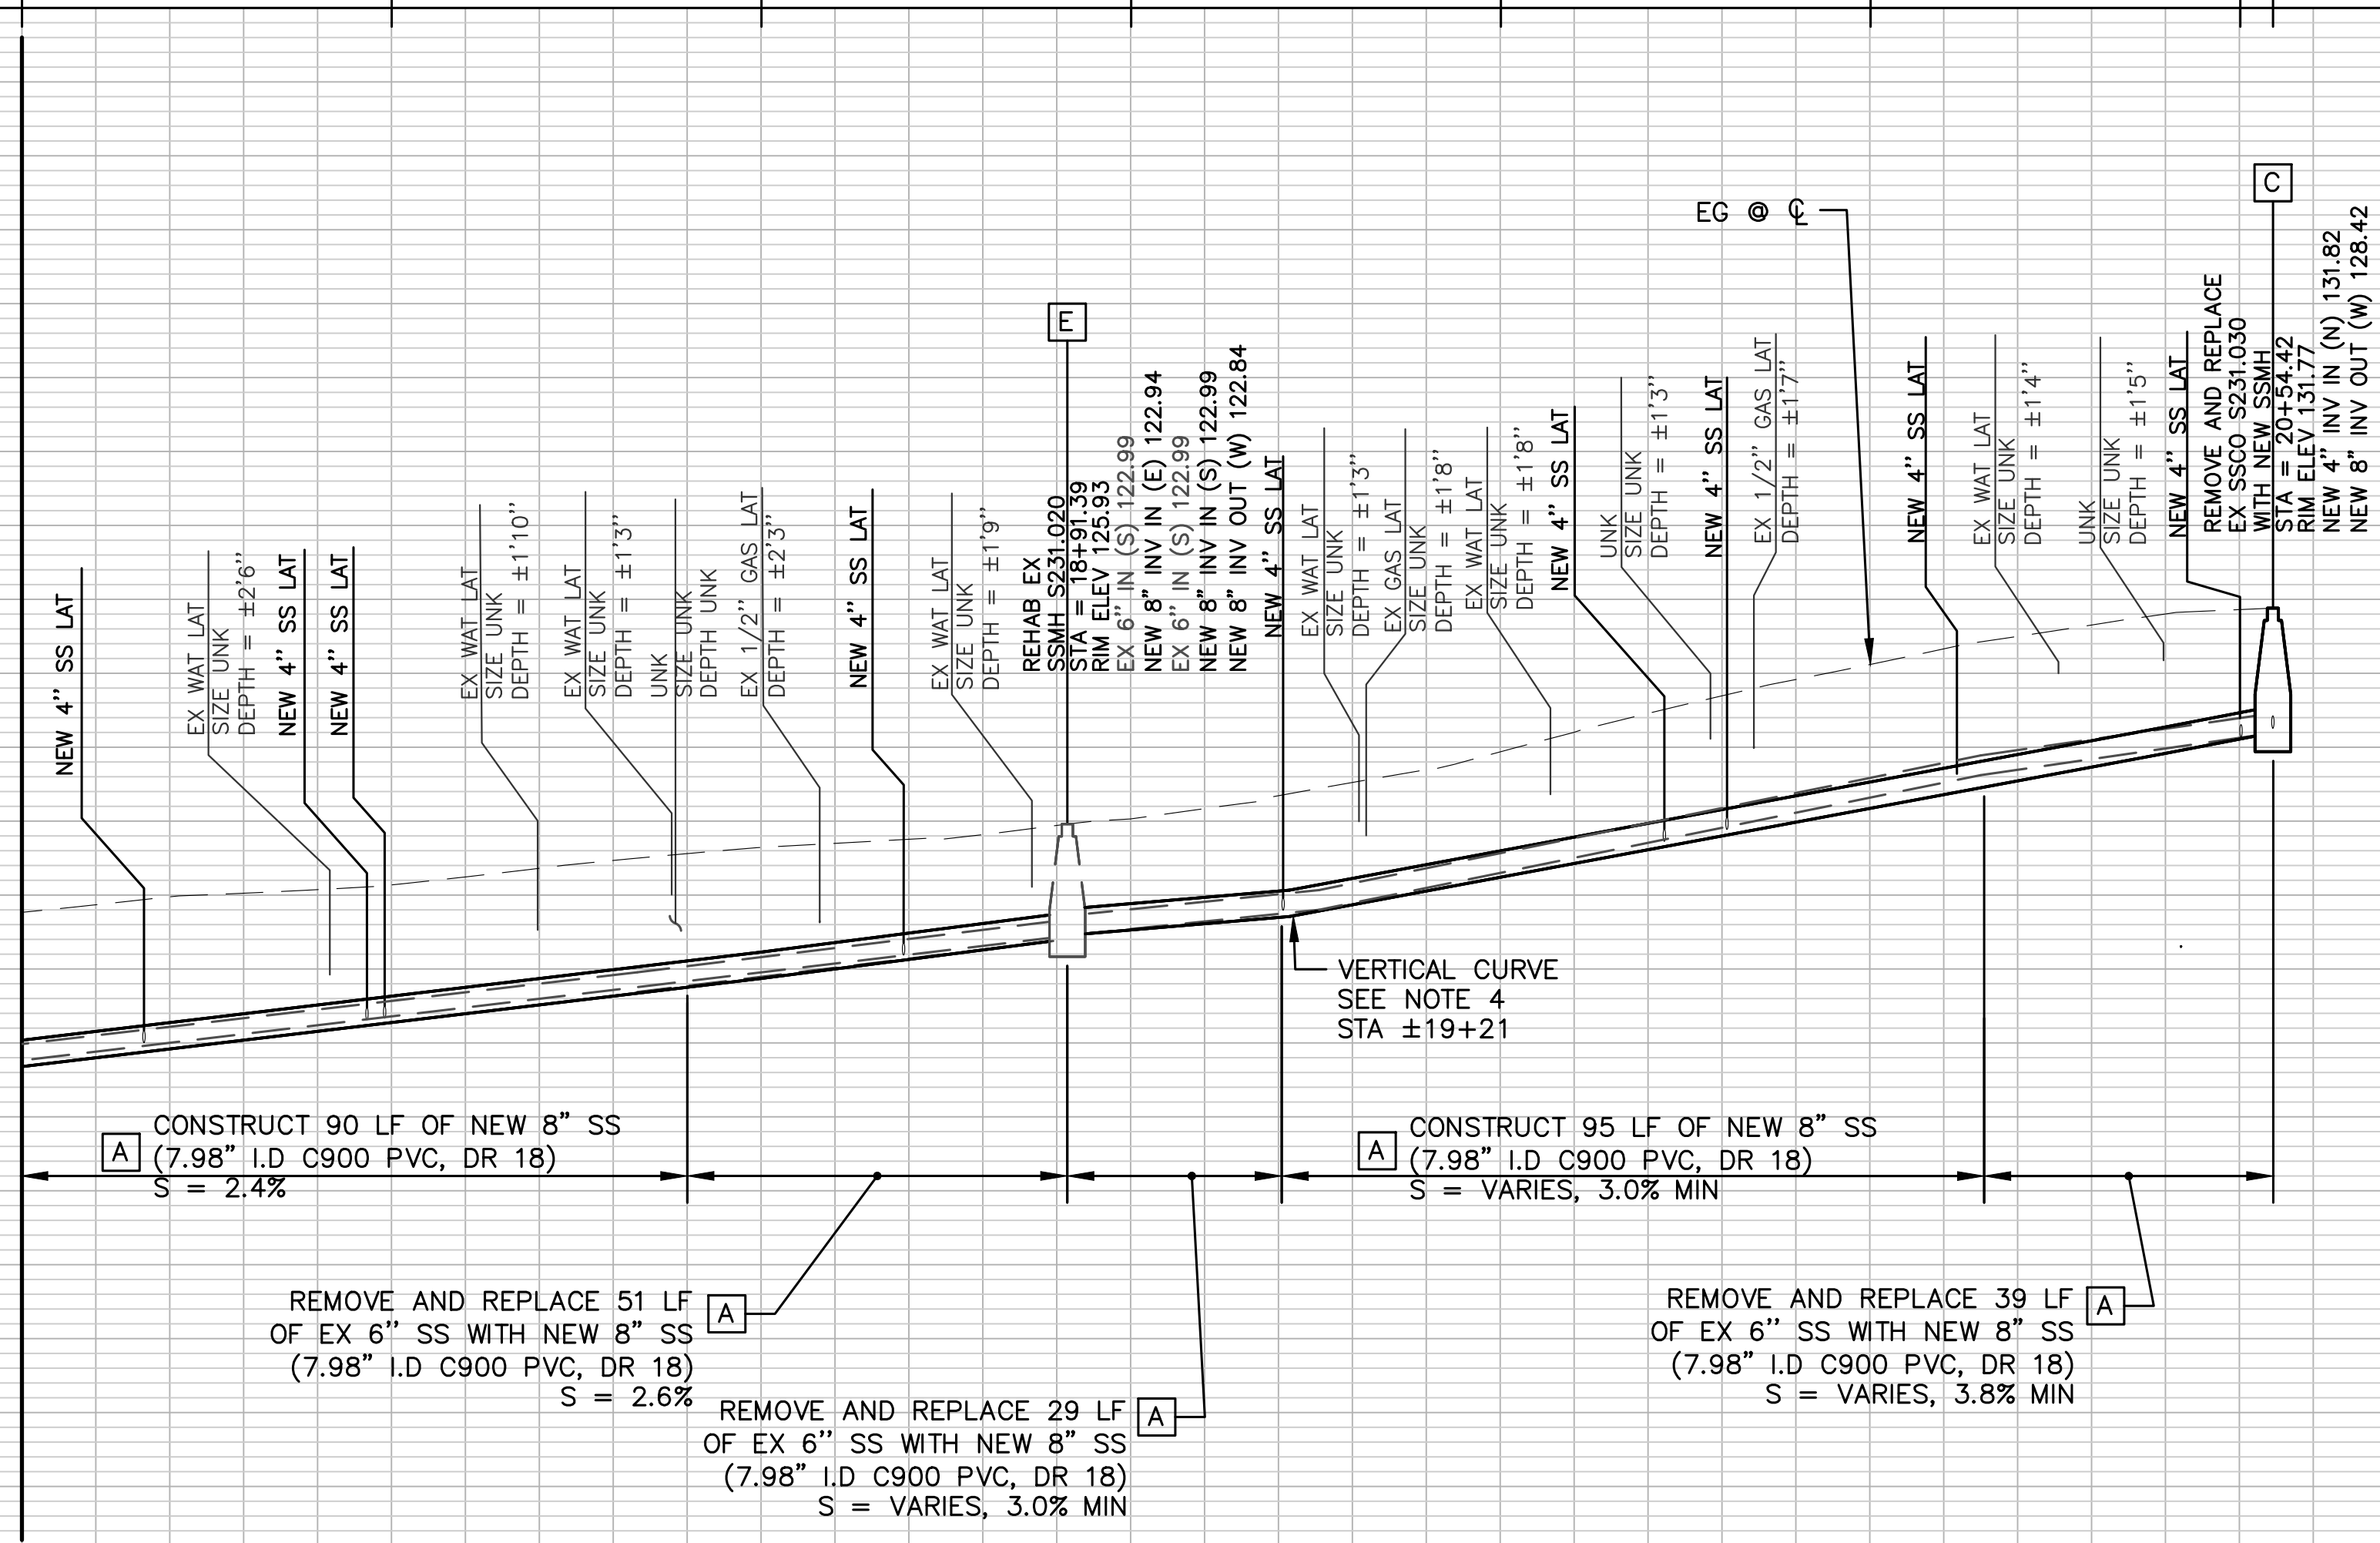 NEW 4" SS LAT
EX WAT LAT
SIZE UNK
DEPTH = ±2'6"
NEW 4" SS LAT
NEW 4" SS LAT
EX WAT LAT
SIZE UNK
DEPTH = ±1'10"
EX WAT LAT
SIZE UNK
DEPTH = ±1'3"
UNK
SIZE UNK
DEPTH UNK
EX 1/2" GAS LAT
DEPTH = ±2'3"
NEW 4" SS LAT
EX WAT LAT
SIZE UNK
DEPTH = ±1'9"
E
REHAB EX
SSMH S231.020
STA = 18+91.39
RIM ELEV 125.93
EX 6" IN (S) 122.99
NEW 8" INV IN (E) 122.94
EX 6" IN (S) 122.99
NEW 8" INV IN (S) 122.99
NEW 8" INV OUT (W) 122.84
NEW 4" SS LAT
EX WAT LAT
SIZE UNK
DEPTH = ±1'3"
EX GAS LAT
SIZE UNK
DEPTH = ±1'8"
EX WAT LAT
SIZE UNK
DEPTH = ±1'8"
NEW 4" SS LAT
UNK
SIZE UNK
DEPTH = ±1'3"
NEW 4" SS LAT
EX 1/2" GAS LAT
DEPTH = ±1'7"
EG @ ℄
NEW 4" SS LAT
EX WAT LAT
SIZE UNK
DEPTH = ±1'4"
UNK
SIZE UNK
DEPTH = ±1'5"
NEW 4" SS LAT
C
REMOVE AND REPLACE
EX SSCO S231.030
WITH NEW SSMH
STA = 20+54.42
RIM ELEV 131.77
NEW 4" INV IN (N) 131.82
NEW 8" INV OUT (W) 128.42
VERTICAL CURVE
SEE NOTE 4
STA ±19+21
A
CONSTRUCT 90 LF OF NEW 8" SS
(7.98" I.D C900 PVC, DR 18)
S = 2.4%
A
CONSTRUCT 95 LF OF NEW 8" SS
(7.98" I.D C900 PVC, DR 18)
S = VARIES, 3.0% MIN
REMOVE AND REPLACE 51 LF
OF EX 6" SS WITH NEW 8" SS
(7.98" I.D C900 PVC, DR 18)
S = 2.6%
A
REMOVE AND REPLACE 29 LF
OF EX 6" SS WITH NEW 8" SS
(7.98" I.D C900 PVC, DR 18)
S = VARIES, 3.0% MIN
A
REMOVE AND REPLACE 39 LF
OF EX 6" SS WITH NEW 8" SS
(7.98" I.D C900 PVC, DR 18)
S = VARIES, 3.8% MIN
A